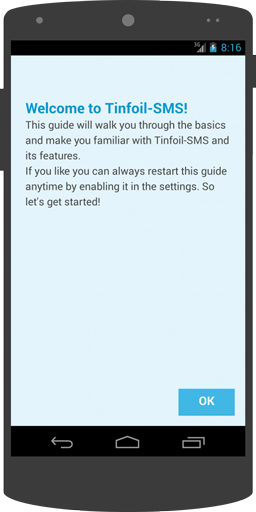 3G 8:16
Welcome to Tinfoil-SMS!
This guide will walk you through the basics
and make you familiar with Tinfoil-SMS and
its features.
If you like you can always restart this guide
anytime by enabling it in the settings. So
let's get started!
OK